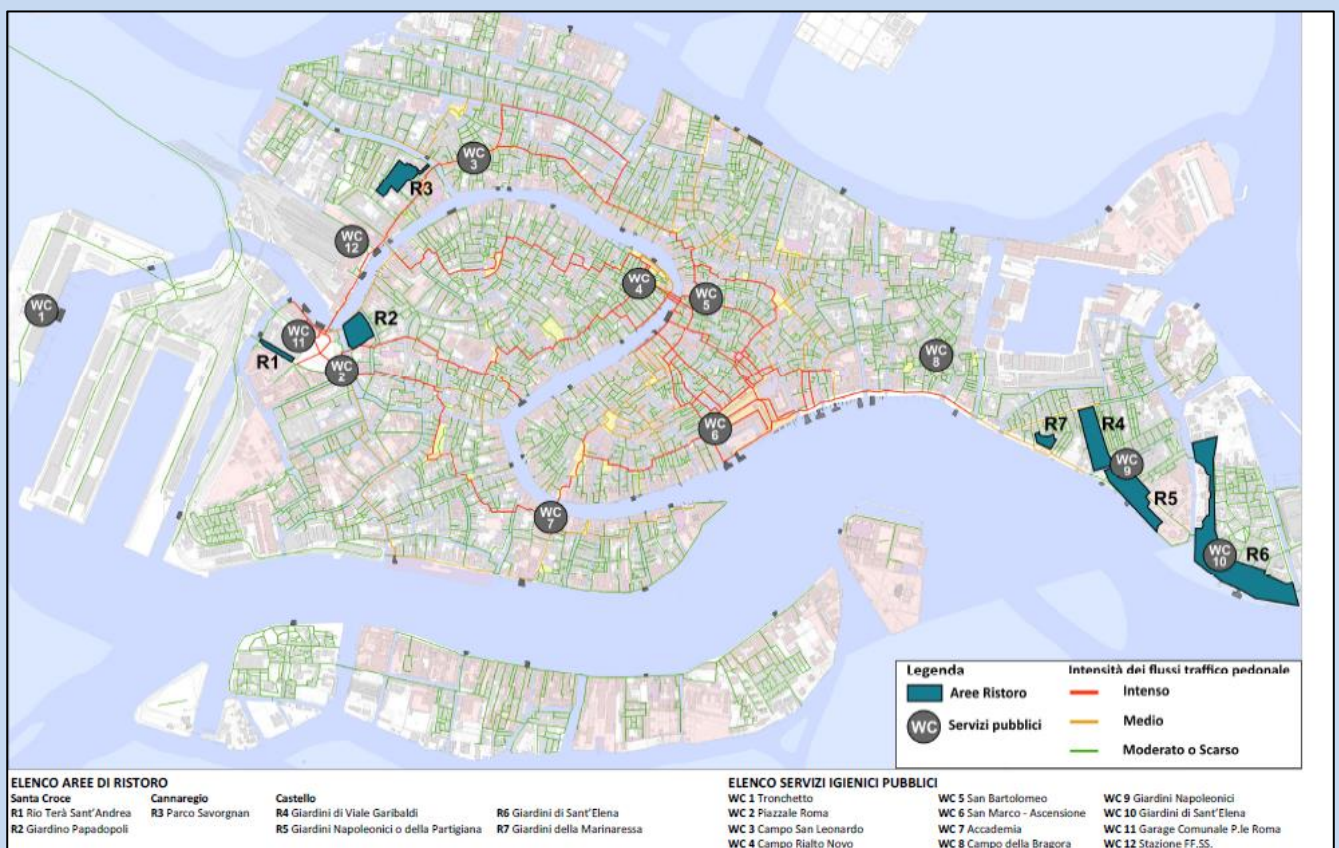 WC 3
R3
WC 12
WC 1
WC 4
WC 5
R2
WC 11
R1
WC 2
WC 8
WC 6
R7
R4
WC 9
R5
WC 7
WC 10
R6
Legenda
Aree Ristoro
WC Servizi pubblici
Intensità dei flussi traffico pedonale
Intenso
Medio
Moderato o Scarso
ELENCO AREE DI RISTORO
Santa Croce
R1 Rio Terà Sant'Andrea
R2 Giardino Papadopoli
Cannaregio
R3 Parco Savorgnan
Castello
R4 Giardini di Viale Garibaldi
R5 Giardini Napoleonici o della Partigiana
R6 Giardini di Sant'Elena
R7 Giardini della Marinaressa
ELENCO SERVIZI IGIENICI PUBBLICI
WC 1 Tronchetto
WC 2 Piazzale Roma
WC 3 Campo San Leonardo
WC 4 Campo Rialto Novo
WC 5 San Bartolomeo
WC 6 San Marco - Ascensione
WC 7 Accademia
WC 8 Campo della Bragora
WC 9 Giardini Napoleonici
WC 10 Giardini di Sant'Elena
WC 11 Garage Comunale P.le Roma
WC 12 Stazione FF.SS.